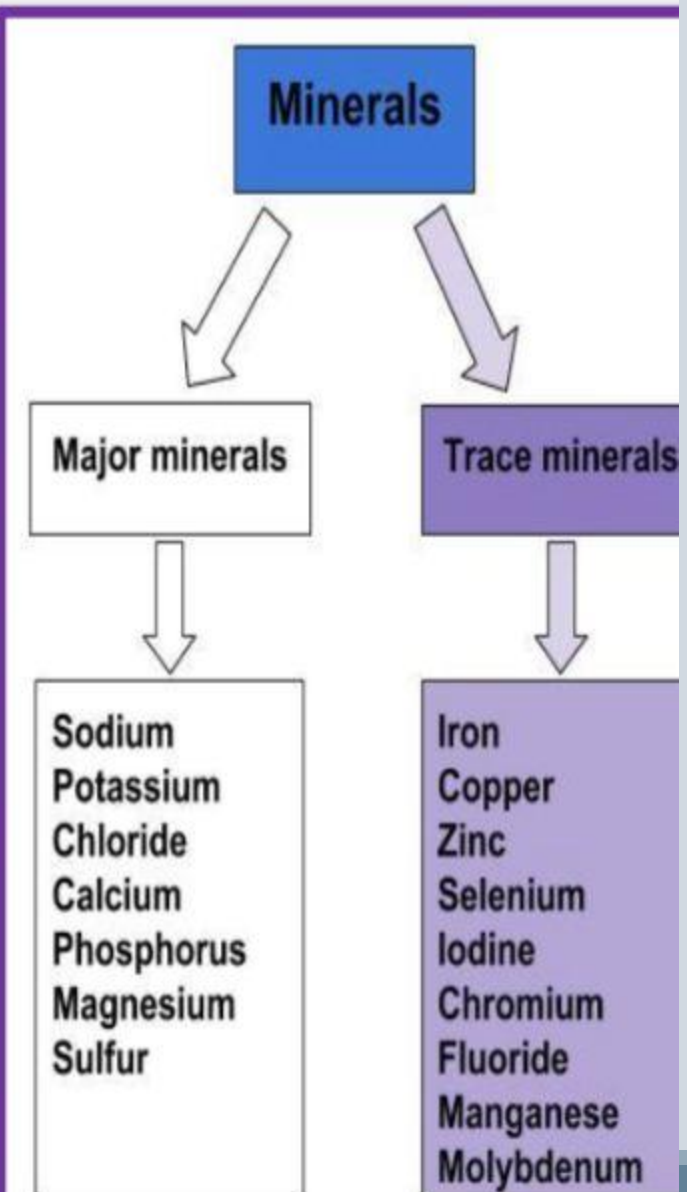 Minerals
Major minerals
Trace minerals
Sodium
Potassium
Chloride
Calcium
Phosphorus
Magnesium
Sulfur
Iron
Copper
Zinc
Selenium
Iodine
Chromium
Fluoride
Manganese
Molybdenum